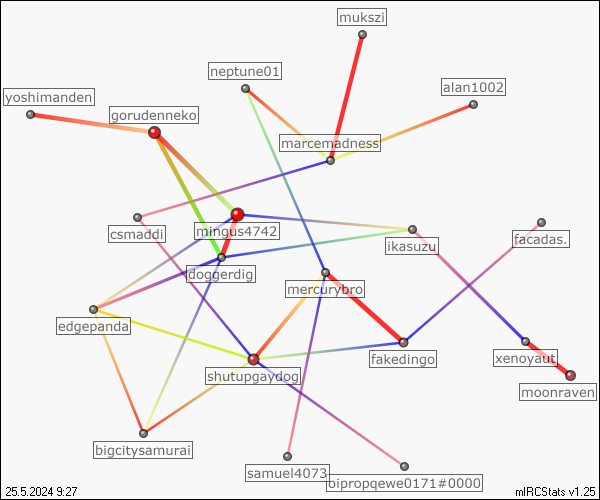 mukszi
neptune01
alan1002
yoshimanden
gorudenneko
marcemadness
csmaddi
mingus4742
ikasuzu
facadas.
doggerdig
mercurybro
edgepanda
fakedingo
xenoyaut
shutupgaydog
moonraven
bigcitysamurai
samuel4073
oipropqewe0171#0000
25.5.2024 9:27
mIRCStats v1.25